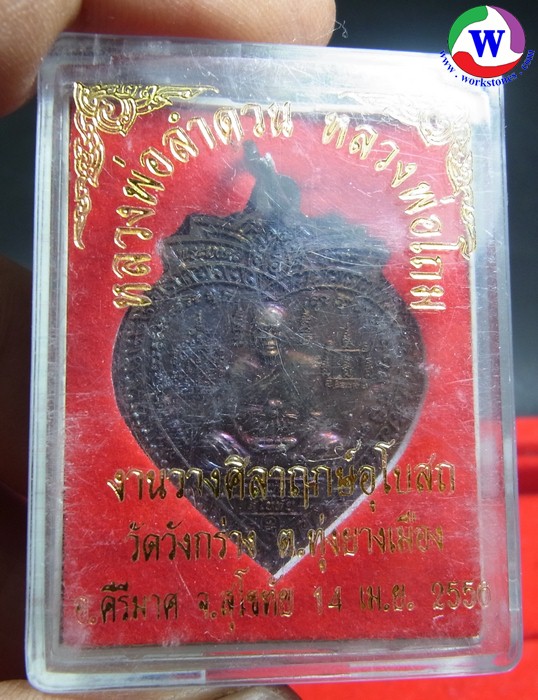 W
www.workstones.com
หลวงพ่อลำดวน หลวงพ่อโถม
งานวางศิลาฤกษ์อุโบสถ
วัดวังกร่าง ต.ทุ่งยางเมือง
อ.คีรีมาศ จ.สุโขทัย 14 เม.ย. 2556